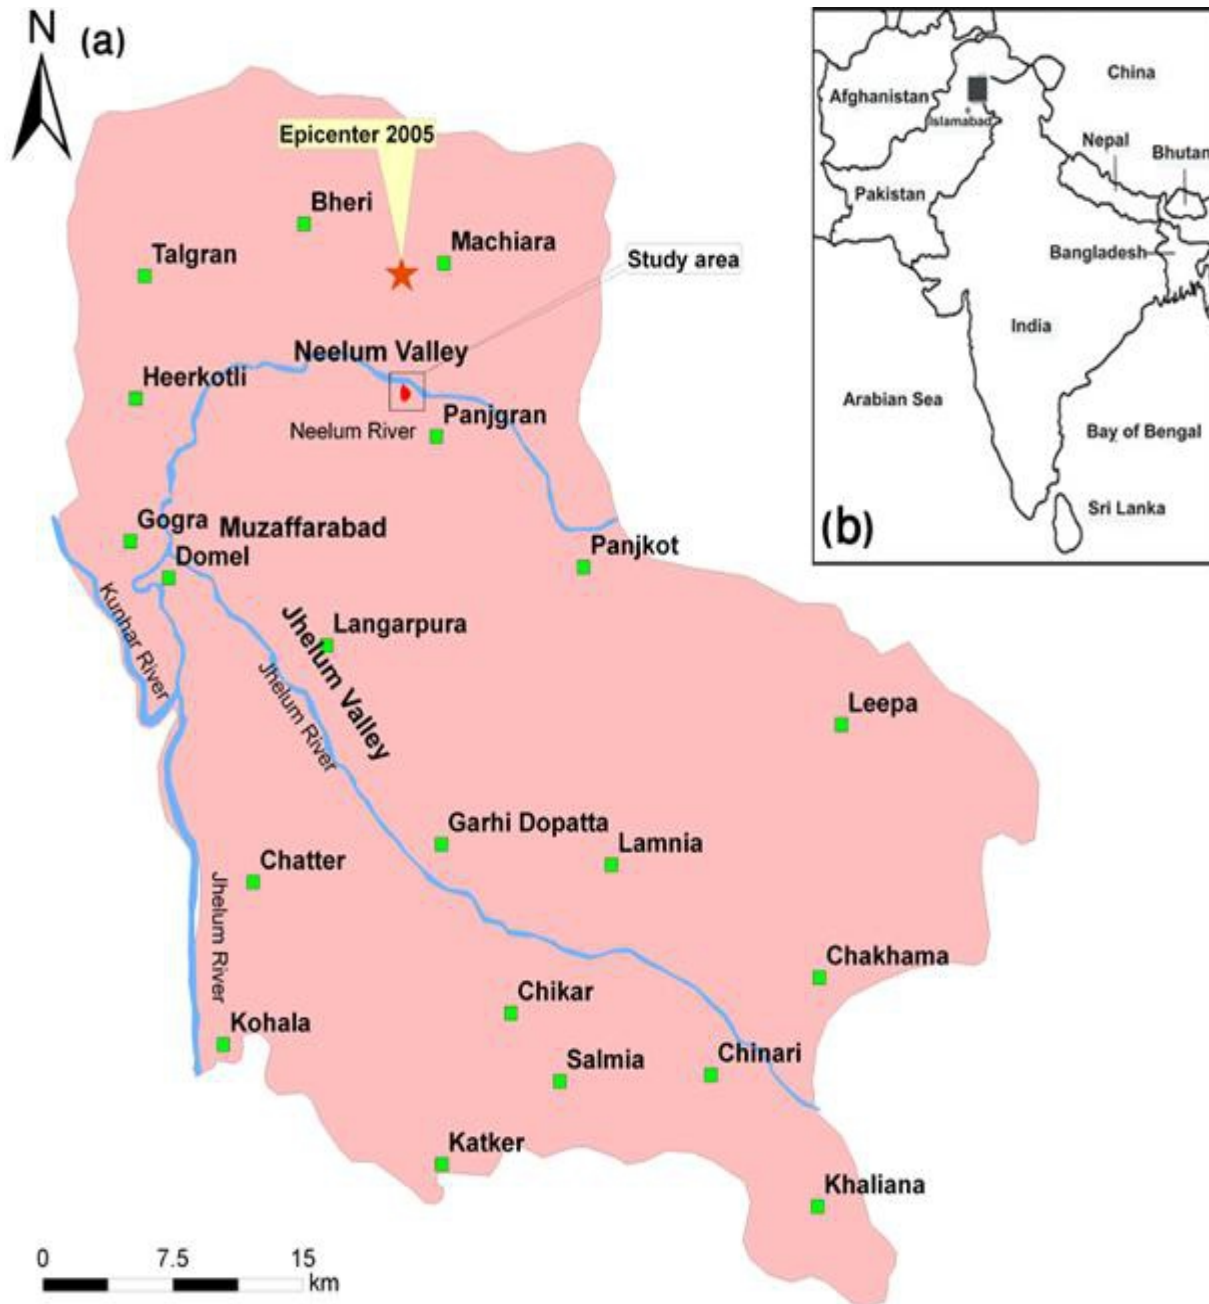 N
(a)
Epicenter 2005
Bheri
Talgran
Machiara
Study area
Neelum Valley
Heerkotli
Neelum River
Panjgran
Gogra
Muzaffarabad
Domel
Panjkot
Kunhar River
Langarpura
Jhelum Valley
Jhelum River
Leepa
Garhi Dopatta
Lamnia
Chatter
Jhelum River
Chakhama
Chikar
Kohala
Salmia
Chinari
Katker
Khaliana
0 7.5 15
km
China
Afghanistan
Islamabad
Nepal
Bhutan
Pakistan
Bangladesh
India
Arabian Sea
Bay of Bengal
Sri Lanka
(b)